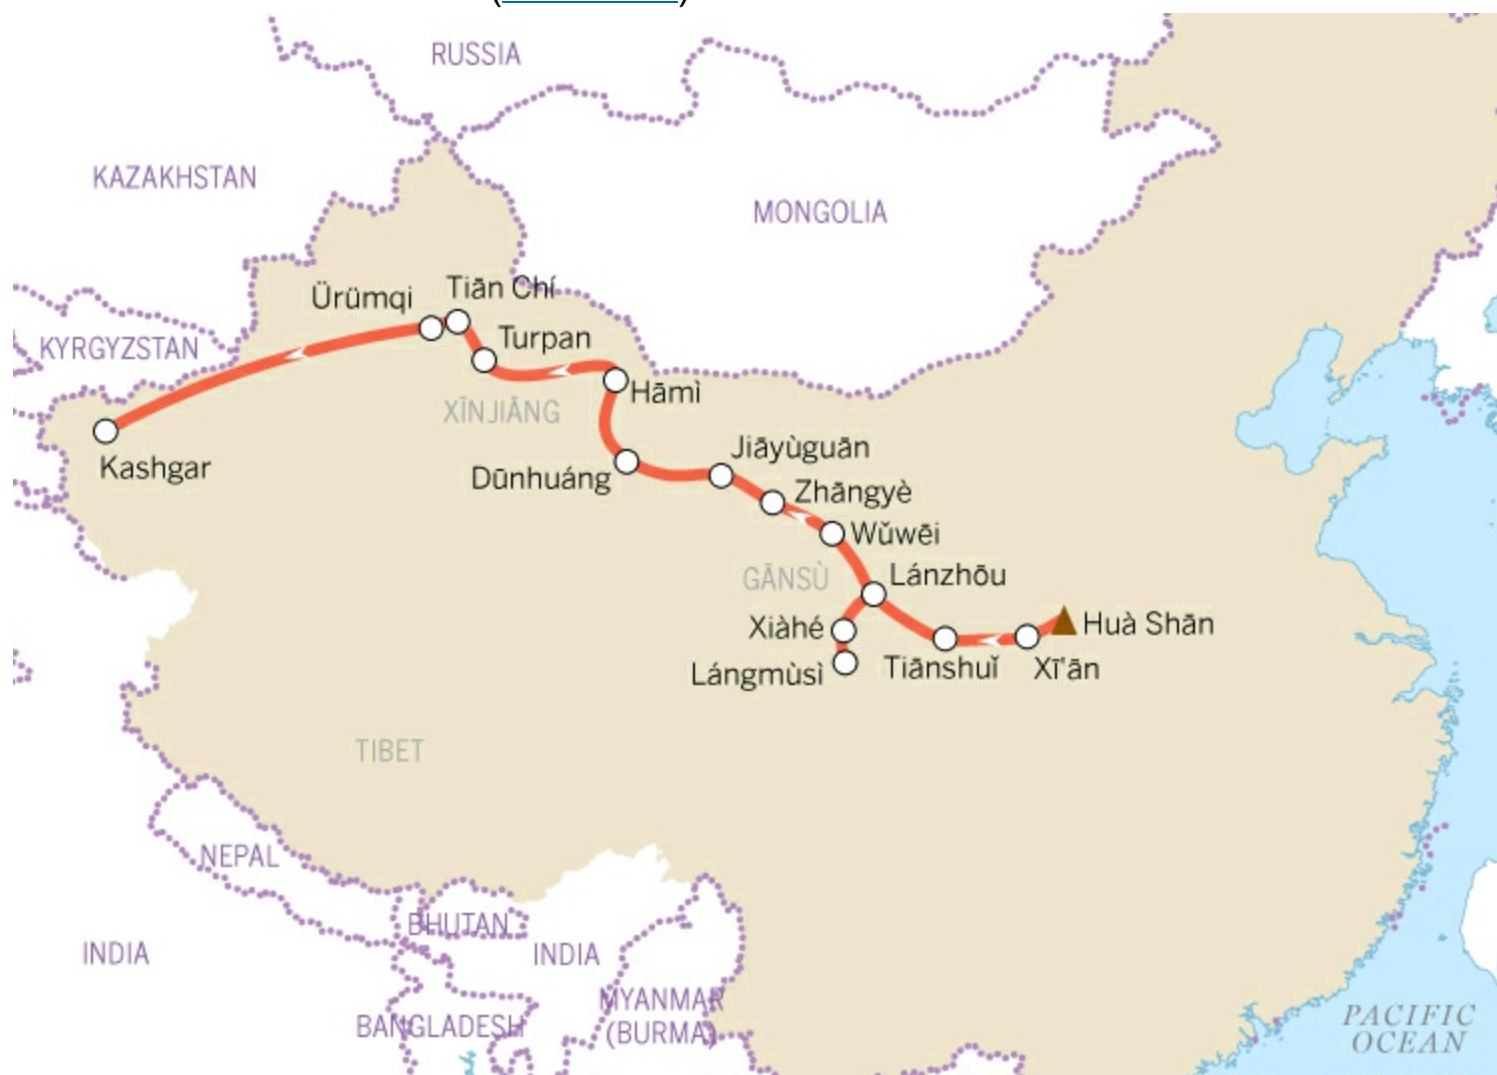 RUSSIA
KAZAKHSTAN
MONGOLIA
Tiān Chí
Ürümqi
Turpan
KYRGYZSTAN
Hāmì
XĪNJIĀNG
Jiāyùguān
Kashgar
Dūnhuáng
Zhāngyè
Wǔwēi
GĀNSÙ
Lánzhōu
Xiàhé
Huà Shān
Lángmùsì
Tiānshuǐ
Xī'ān
TIBET
NEPAL
BHUTAN
INDIA
INDIA
MYANMAR
(BURMA)
BANGLADESH
PACIFIC
OCEAN